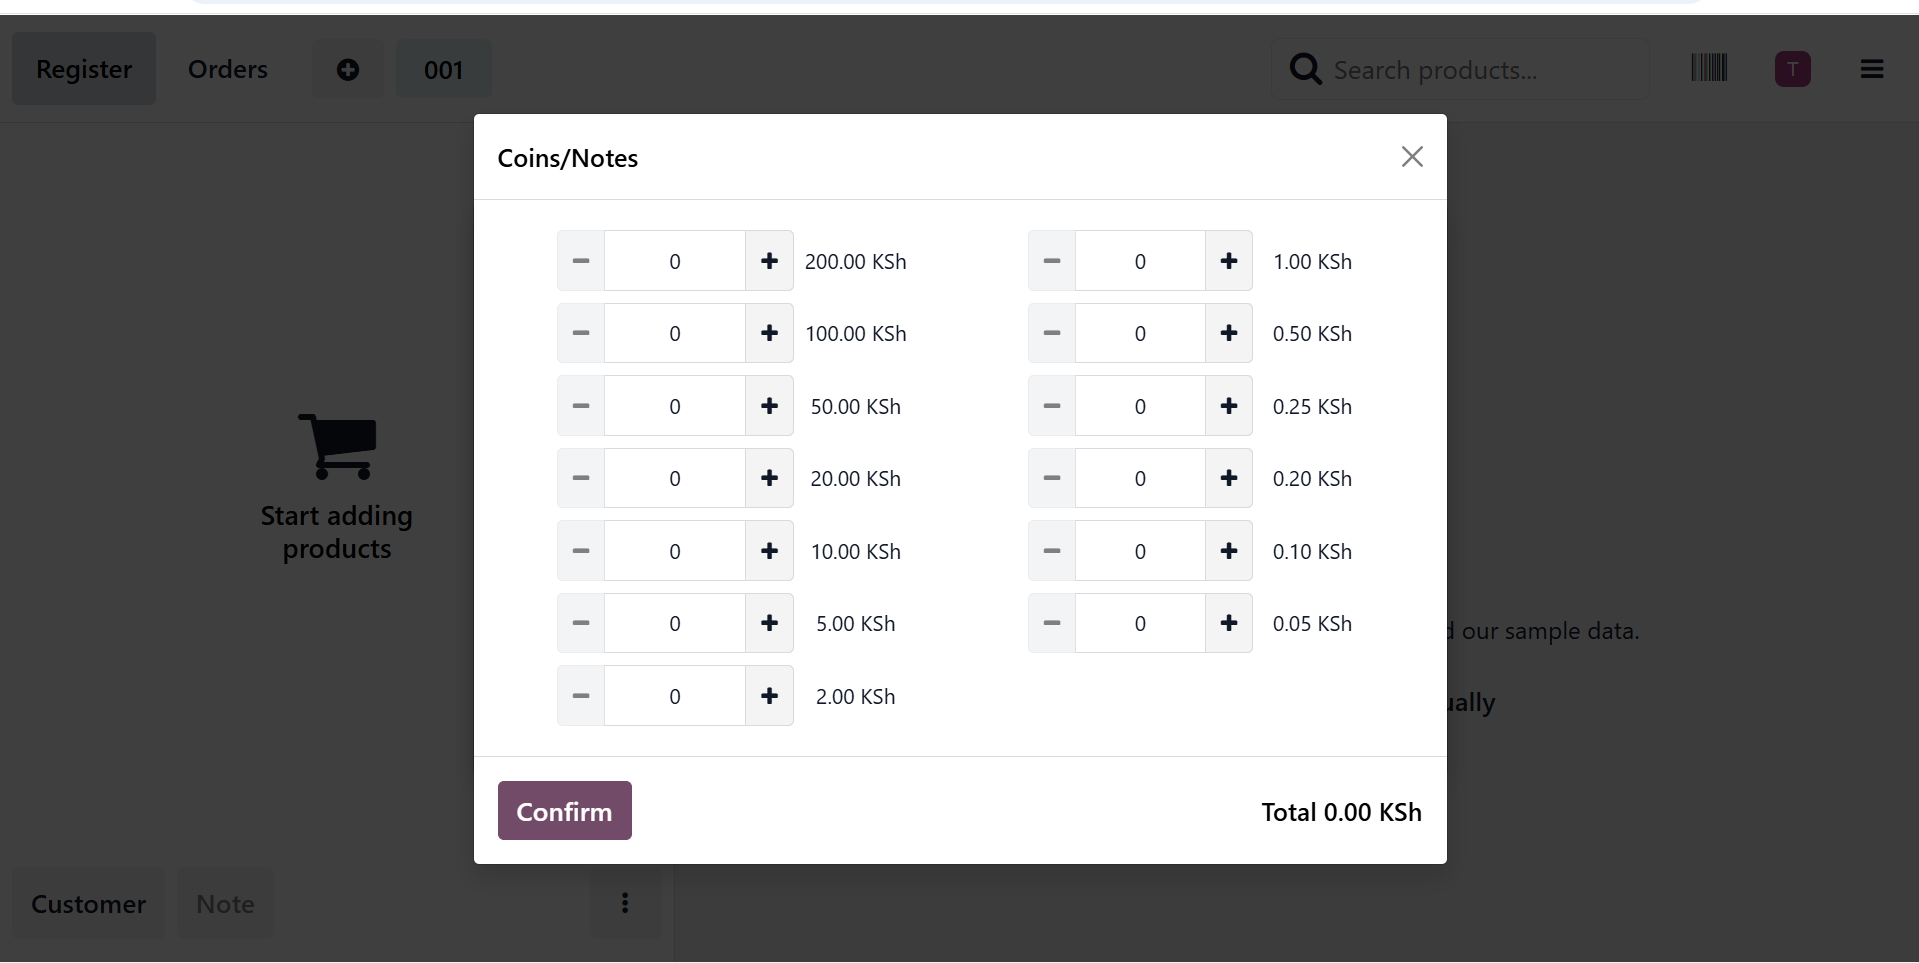 Register Orders 001 Search products... T
Coins/Notes
0 200.00 KSh 0 1.00 KSh
0 100.00 KSh 0 0.50 KSh
0 50.00 KSh 0 0.25 KSh
0 20.00 KSh 0 0.20 KSh
0 10.00 KSh 0 0.10 KSh
0 5.00 KSh 0 0.05 KSh
0 2.00 KSh
Start adding
products
our sample data.
Confirm Total 0.00 KSh
Customer Note